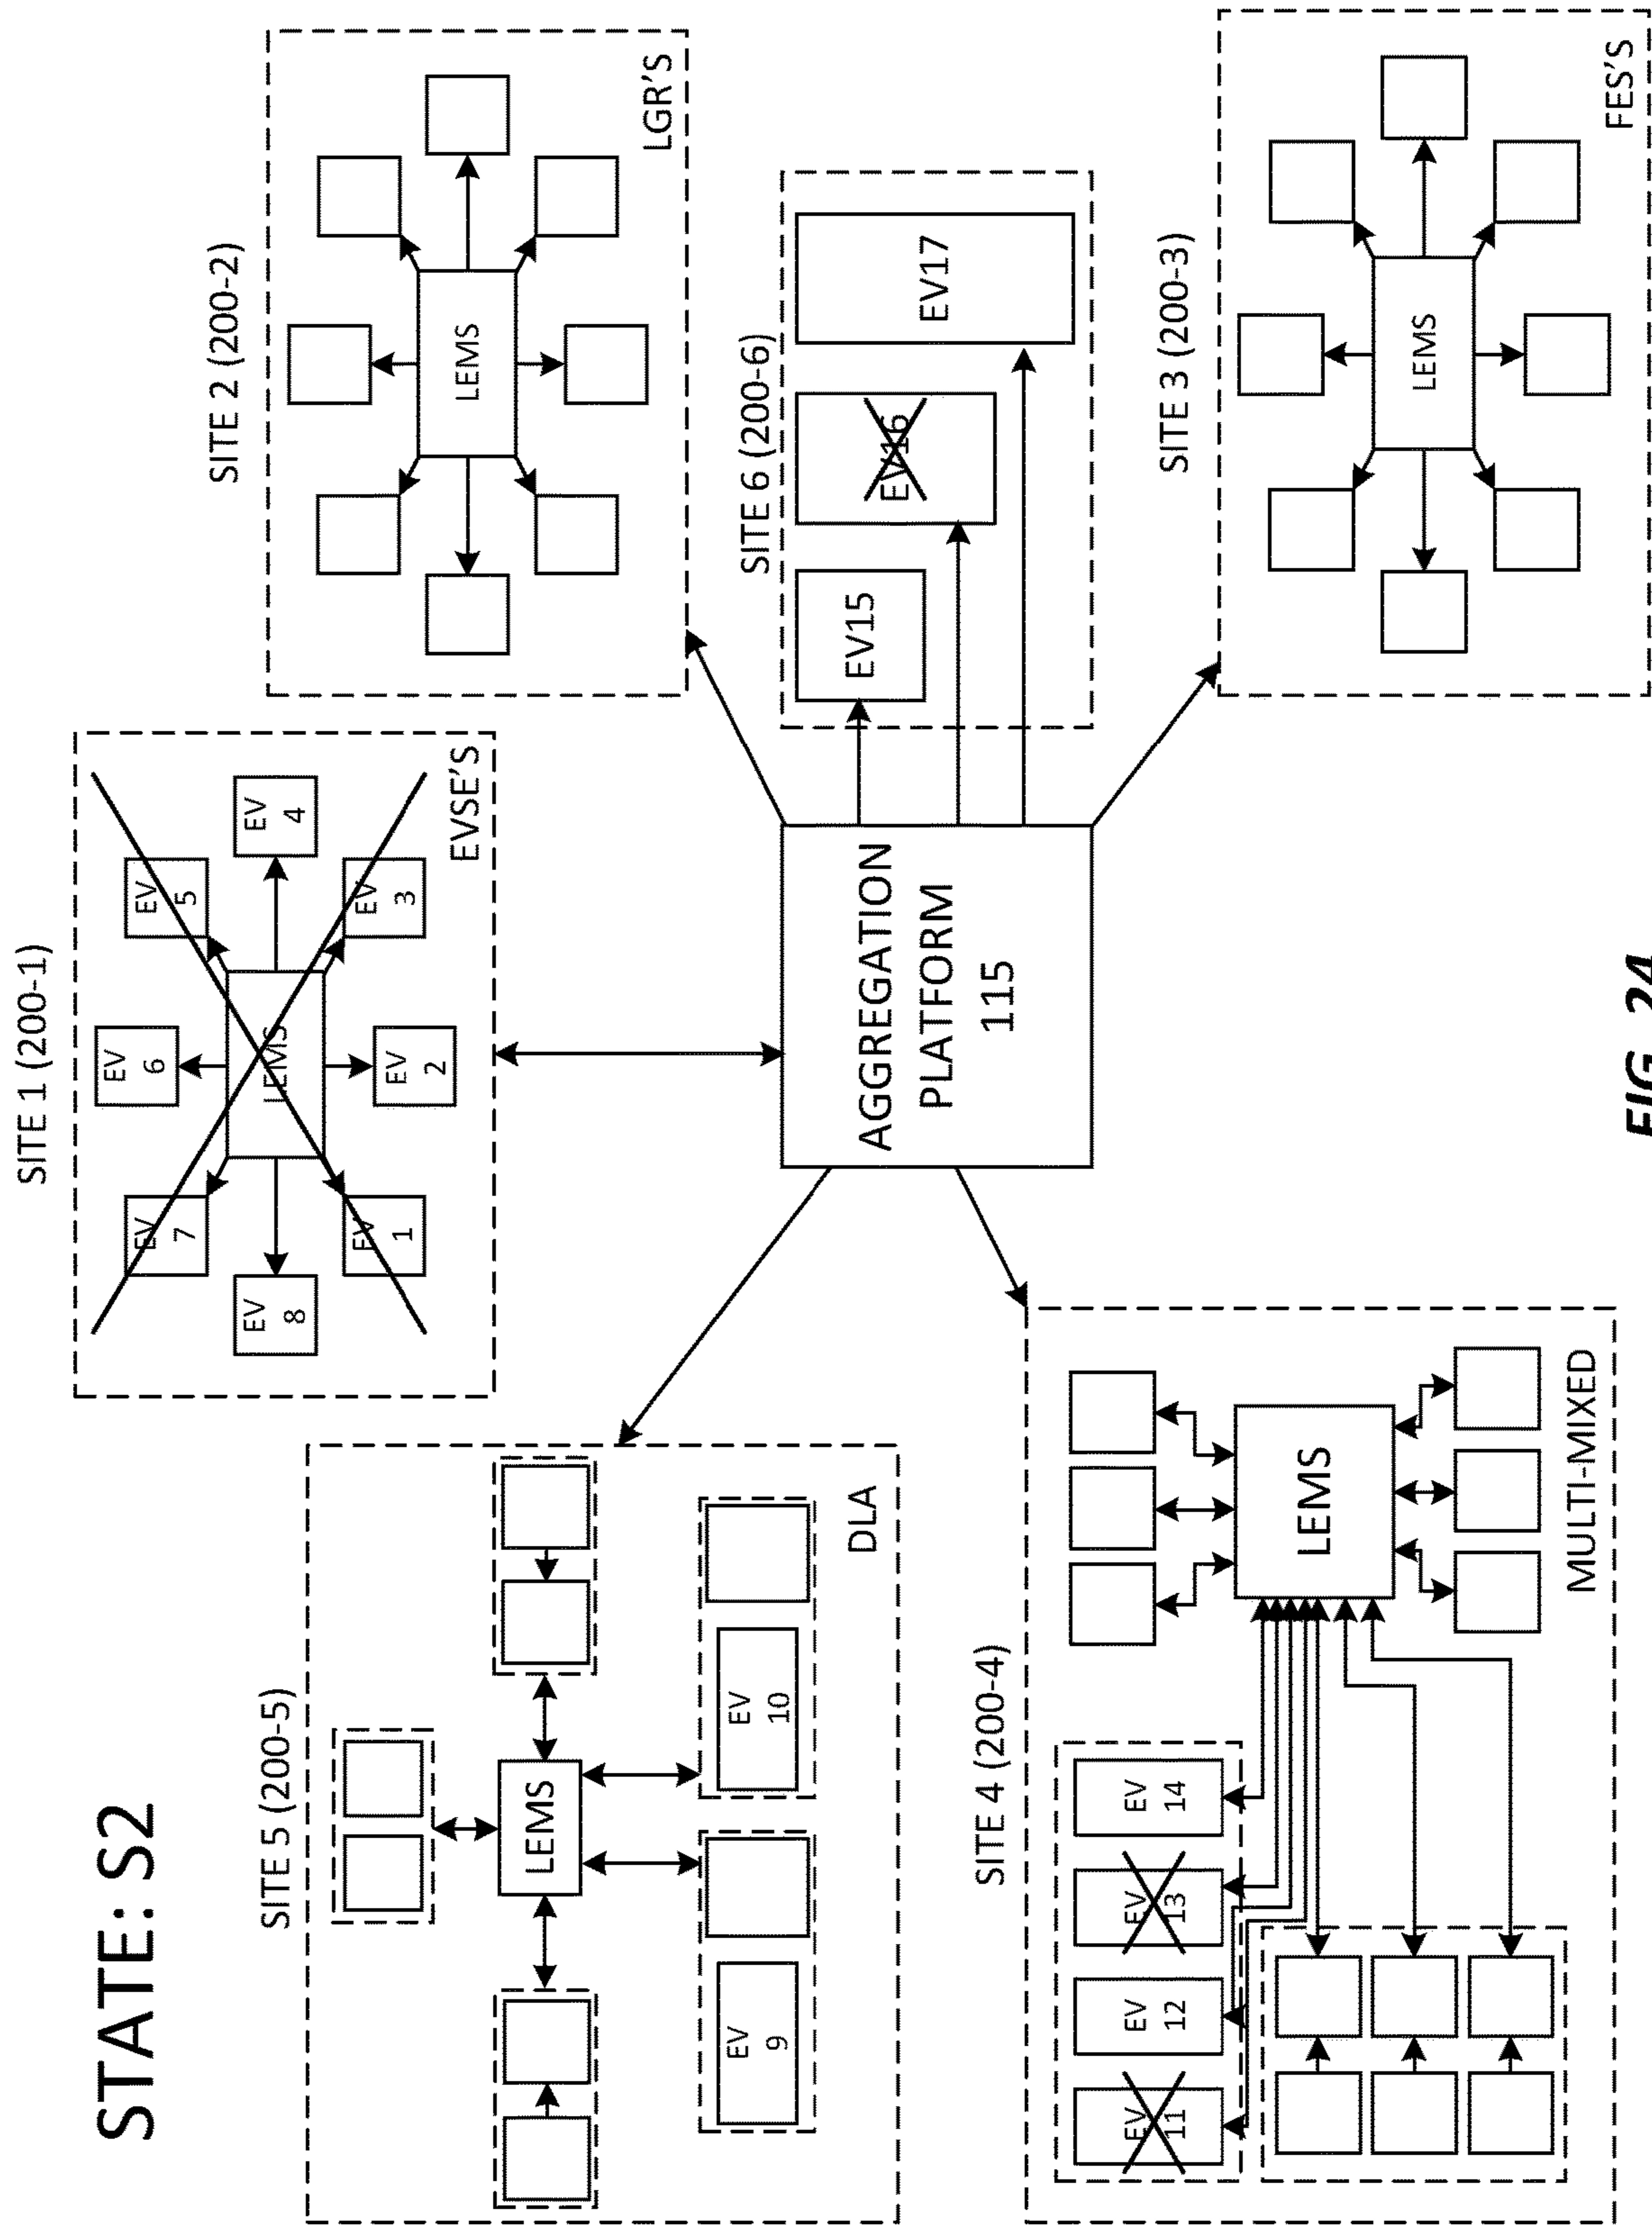 STATE: S2
SITE 1 (200-1)
EV
7
EV
6
EV
5
EV
8
LEMS
EV
4
EV
1
EV
2
EV
3
EVSE'S
SITE 2 (200-2)
LEMS
LGR'S
SITE 5 (200-5)
LEMS
EV
9
EV
10
DLA
AGGREGATION
PLATFORM
115
SITE 6 (200-6)
EV15
EV16
EV17
SITE 4 (200-4)
EV
11
EV
12
EV
13
EV
14
LEMS
MULTI-MIXED
SITE 3 (200-3)
LEMS
FES'S
FIG. 24